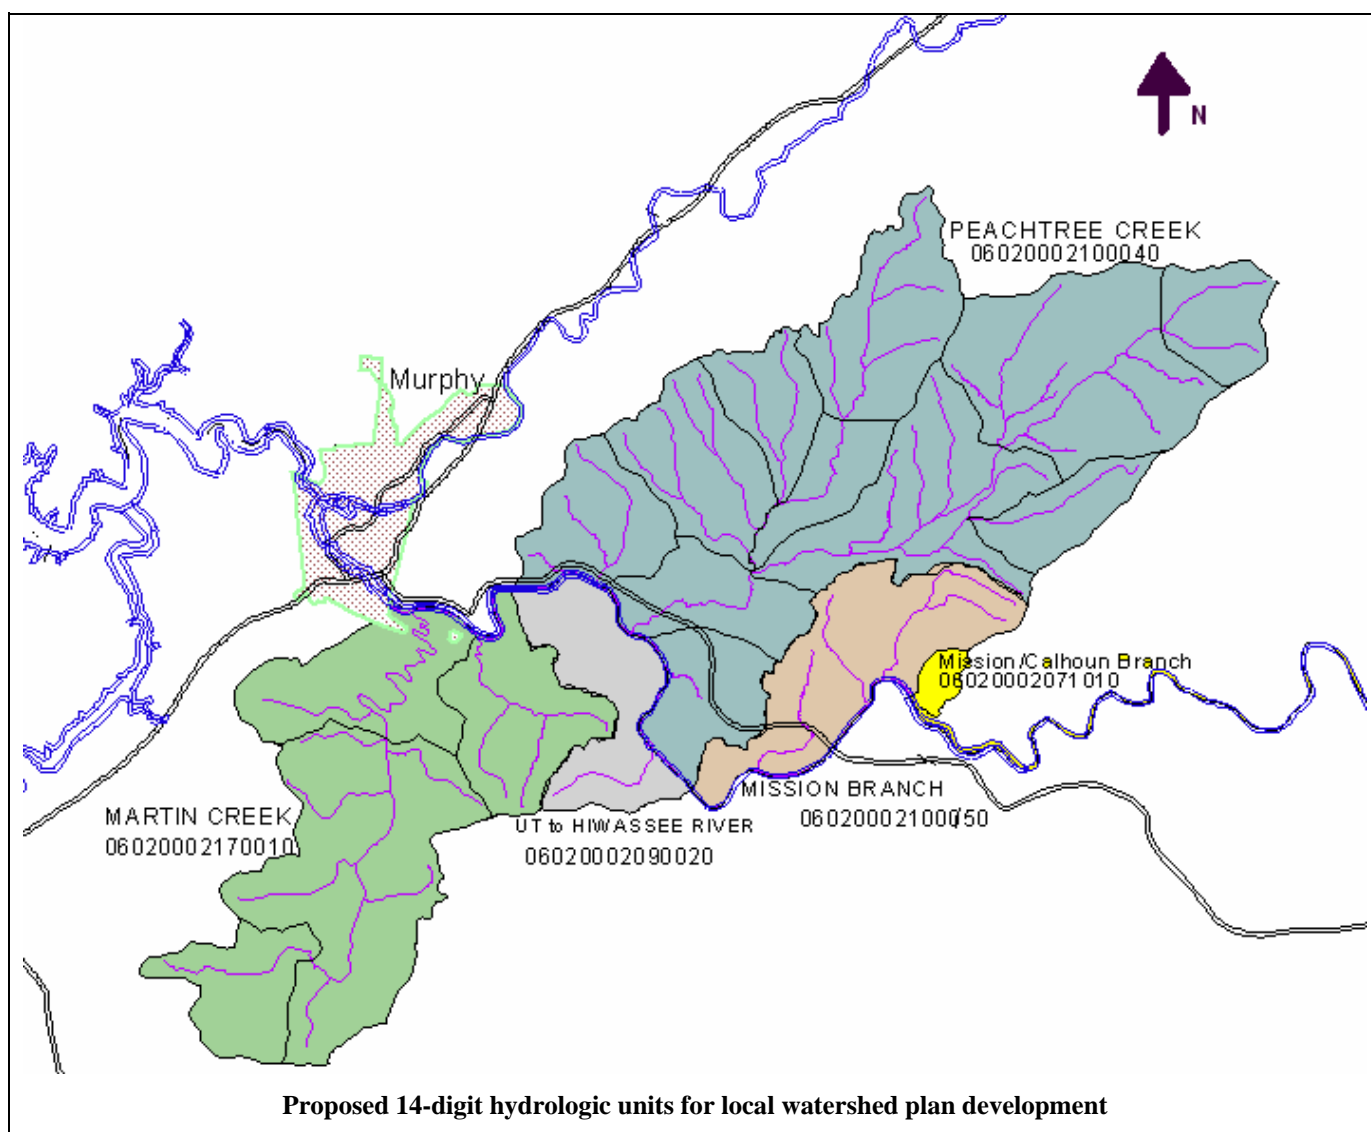 N
PEACHTREE CREEK
06020002100040
Murphy
Mission/Calhoun Branch
06020002071010
MISSION BRANCH
06020002100050
MARTIN CREEK
06020002170010
UT to HIWASSEE RIVER
06020002090020
Proposed 14-digit hydrologic units for local watershed plan development